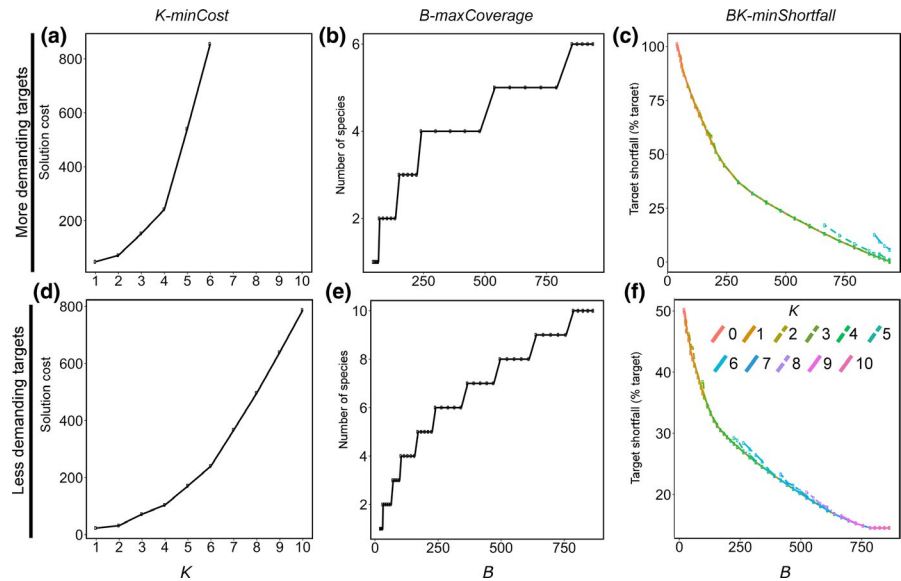 K-minCost
B-maxCoverage
BK-minShortfall
(a)
(b)
(c)
More demanding targets
Solution cost
800
600
400
200
1 2 3 4 5 6 7 8 9 10
Number of species
6
4
2
250 500 750
Target shortfall (% target)
100
75
50
25
0
250 500 750
(d)
(e)
(f)
Less demanding targets
Solution cost
800
600
400
200
0
1 2 3 4 5 6 7 8 9 10
K
Number of species
10
8
6
4
2
0 250 500 750
B
Target shortfall (% target)
50
40
30
20
K
0 1 2 3 4 5
6 7 8 9 10
0 250 500 750
B